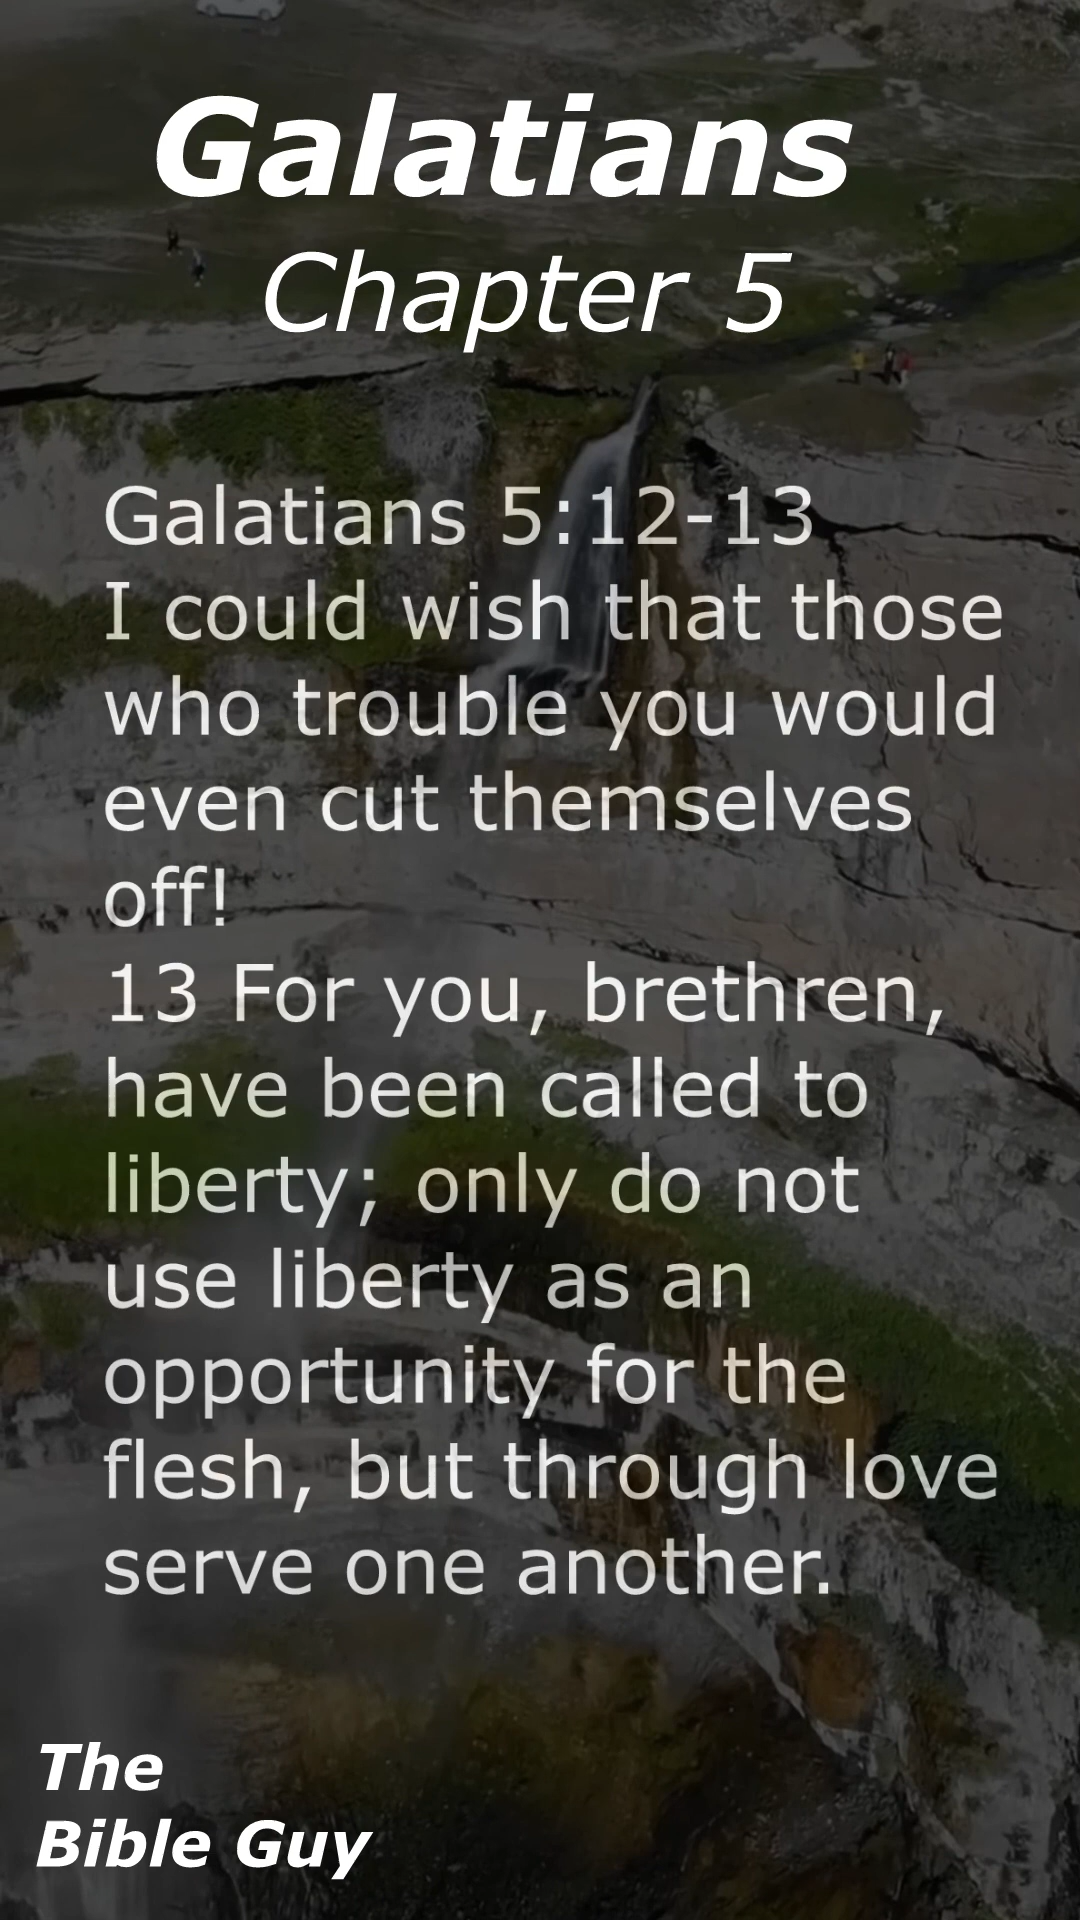 Galatians
Chapter 5
Galatians 5:12-13
I could wish that those
who trouble you would
even cut themselves
off!
13 For you, brethren,
have been called to
liberty; only do not
use liberty as an
opportunity for the
flesh, but through love
serve one another.
The
Bible Guy